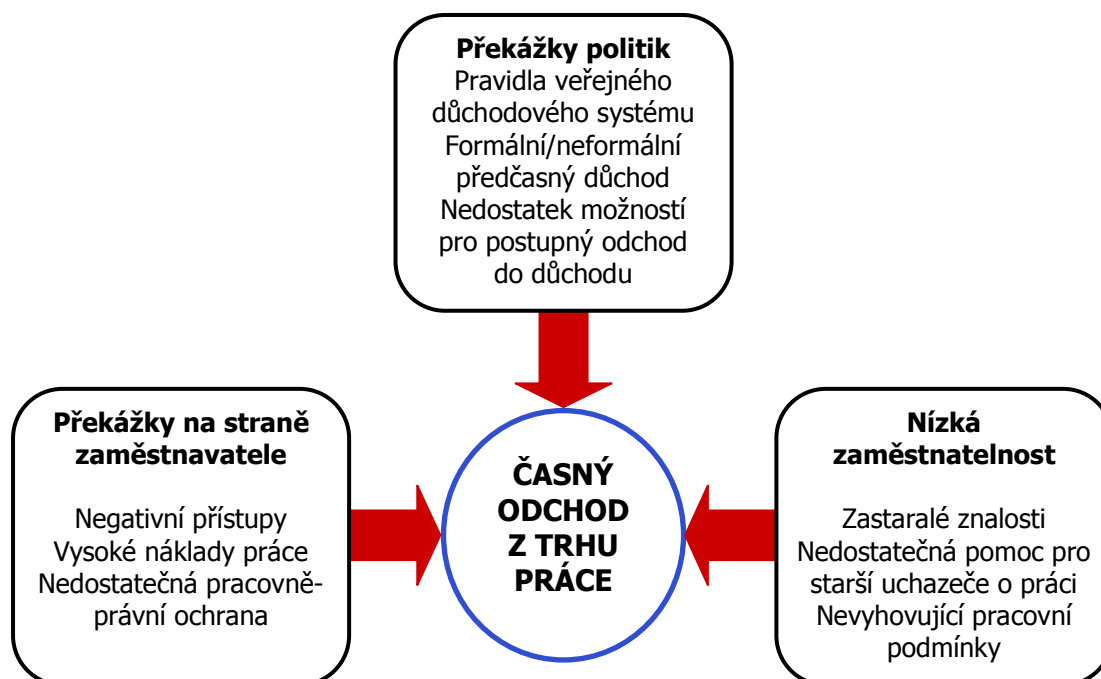 Překážky politik
Pravidla veřejného
důchodového systému
Formální/neformální
předčasný důchod
Nedostatek možností
pro postupný odchod
do důchodu
Překážky na straně
zaměstnavatele
Negativní přístupy
Vysoké náklady práce
Nedostatečná pracovně-
právní ochrana
ČASNÝ
ODCHOD
Z TRHU
PRÁCE
Nízká
zaměstnatelnost
Zastaralé znalosti
Nedostatečná pomoc pro
starší uchazeče o práci
Nevyhovující pracovní
podmínky